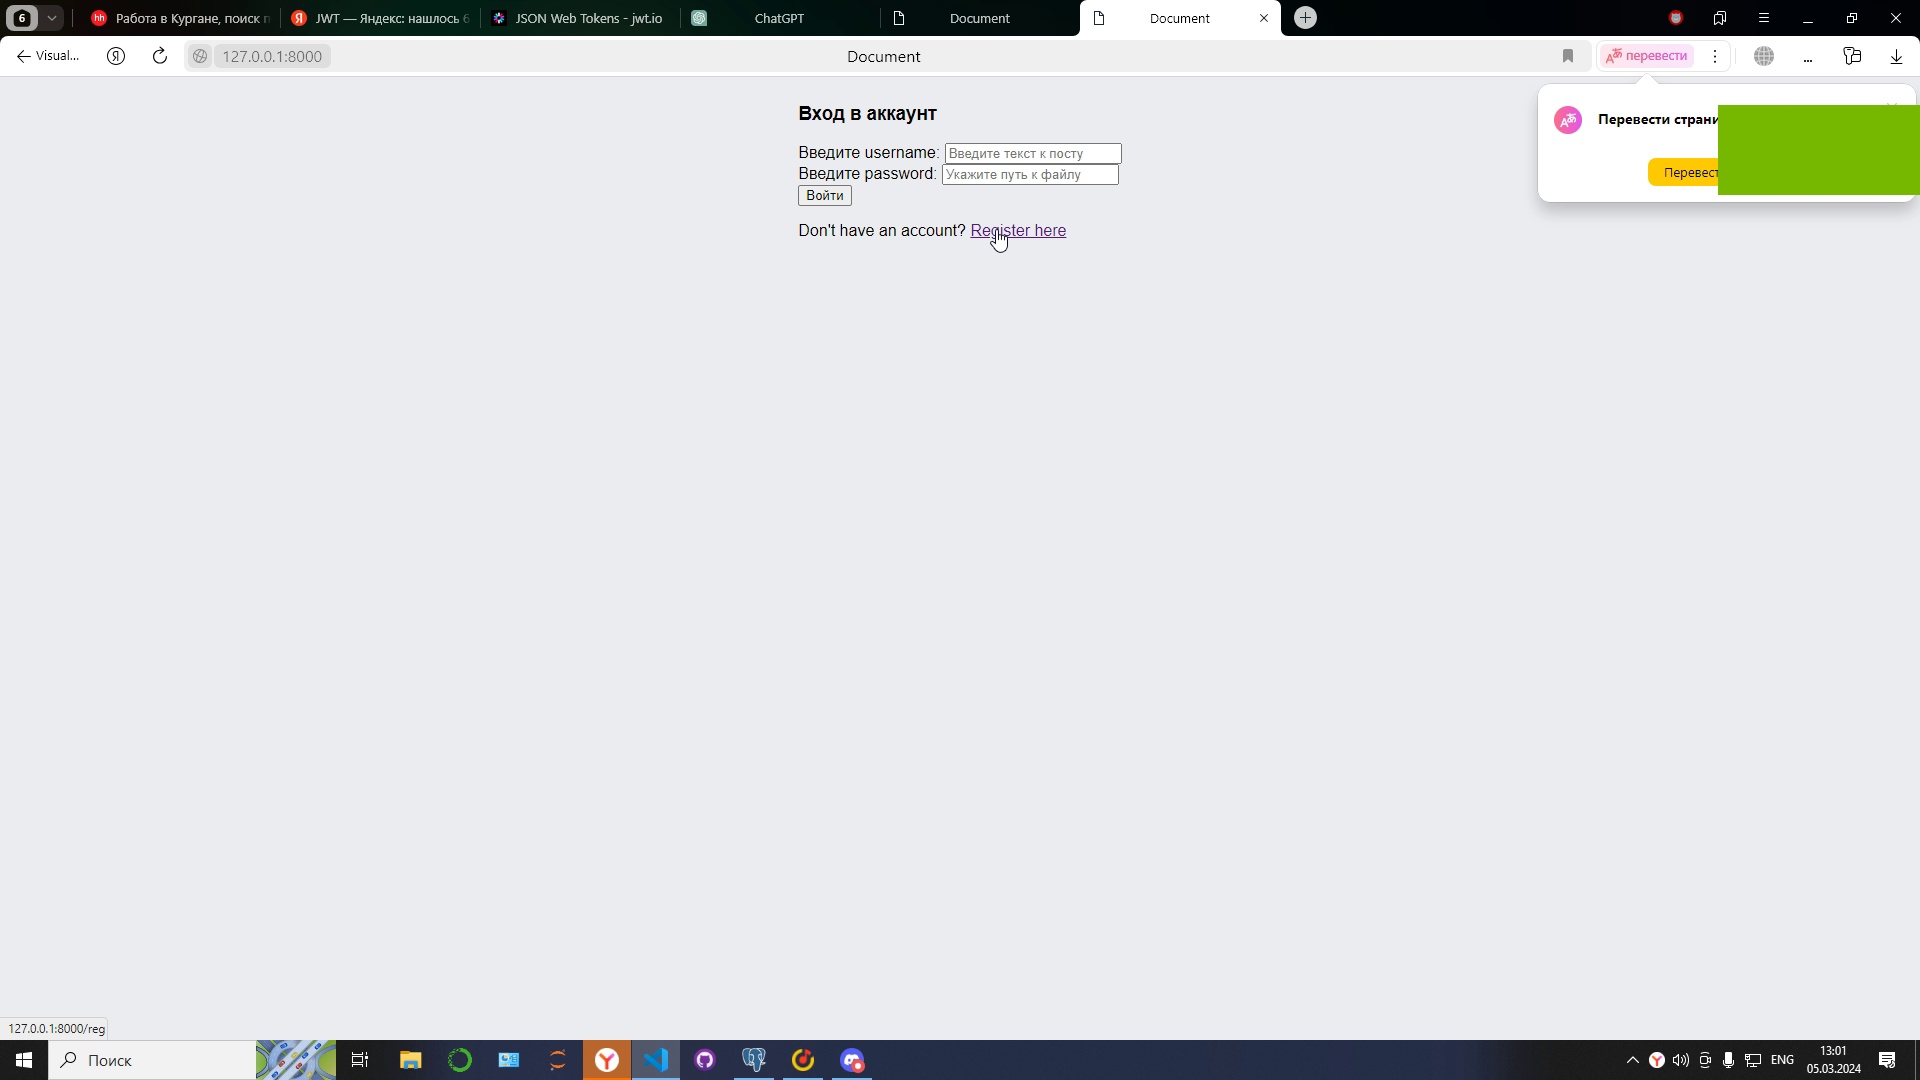 6
Работа в Кургане, поиск п
JWT — Яндекс: нашлось 6
JSON Web Tokens - jwt.io
ChatGPT
Document
Document
Visual...
127.0.0.1:8000
Document
перевести
Вход в аккаунт
Перевести страни
Введите username: Введите текст к посту
Введите password: Укажите путь к файлу
Перевест
Войти
Don't have an account? Register here
127.0.0.1:8000/reg
Поиск
ENG
13:01
05.03.2024